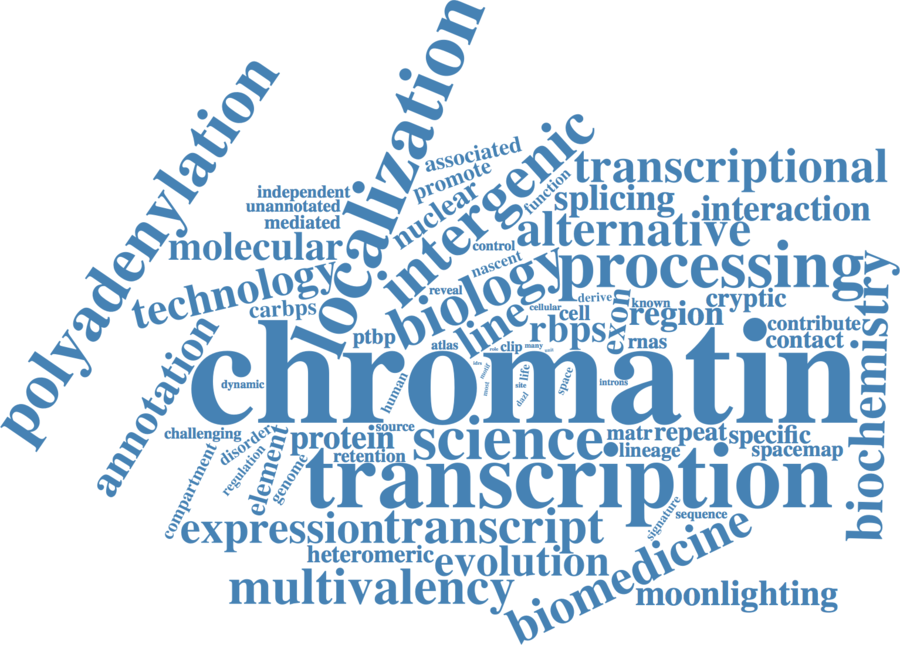 polyadenylation
localization
associated
promote
nuclear
intergenic
function
transcriptional
splicing
interaction
independent
unannotated
mediated
molecular
technology
carbps
control
alternative
nascent
reveal
biology
processing
derive
known
cryptic
cellular
cell
exon
region
line
rbps
rnas
contribute
contact
ptbp
atlas
clip
many
annotation
chromatin
dynamic
human
motif
life
site
dazl
space
introns
biochemistry
challenging
disorder
regulation
compartment
element
genome
protein
source
retention
science
matr
repeat
specific
lineage
spacemap
transcription
signature
sequence
expression
transcript
heteromeric
evolution
biomedicine
multivalency
moonlighting